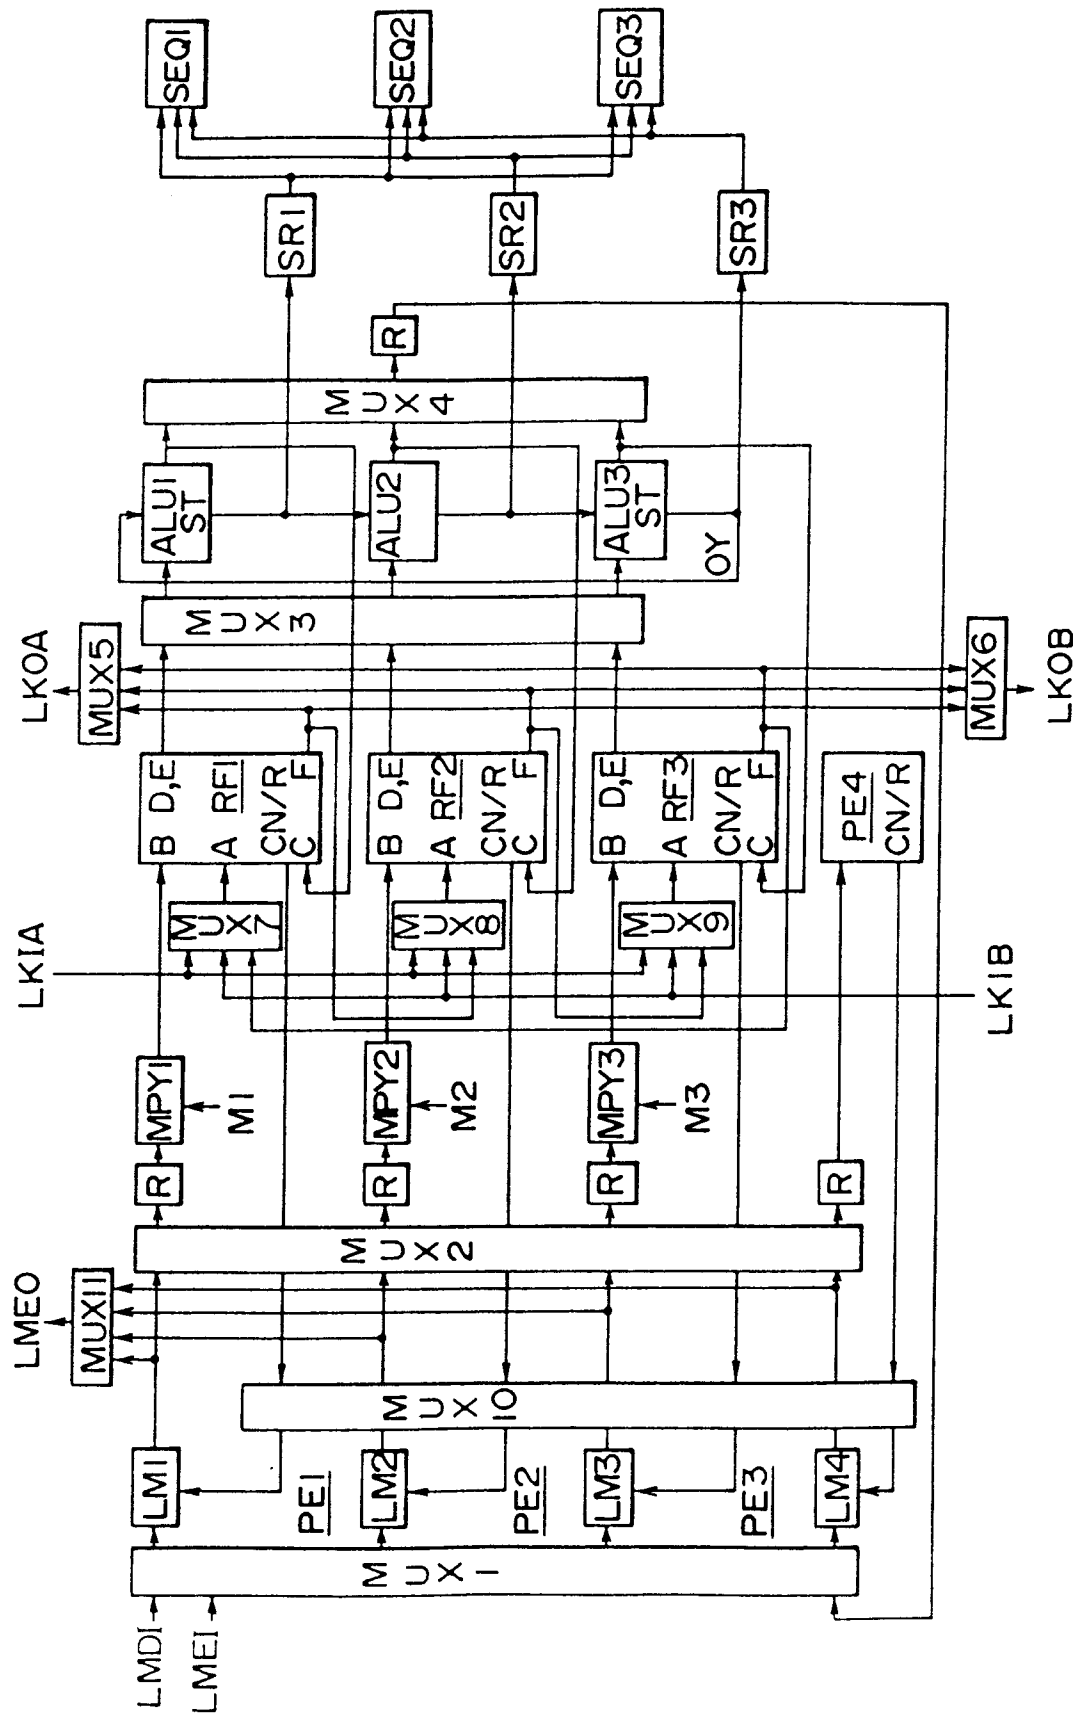 LMDI
LMEI
MUX1
LM1
PE1
LM2
PE2
LM3
PE3
LM4
MUX10
LMEO
MUX11
MUX2
R
R
R
R
MPY1
M1
MPY2
M2
MPY3
M3
LKIA
LKIB
MUX7
MUX8
MUX9
B D,E
A RF1
CN/R
C F
B D,E
A RF2
CN/R
C F
B D,E
A RF3
CN/R
C F
PE4
CN/R
LKOA
MUX5
MUX6
LKOB
MUX3
ALU1
ST
ALU2
ALU3
ST
OY
MUX4
R
SR1
SR2
SR3
SEQ1
SEQ2
SEQ3